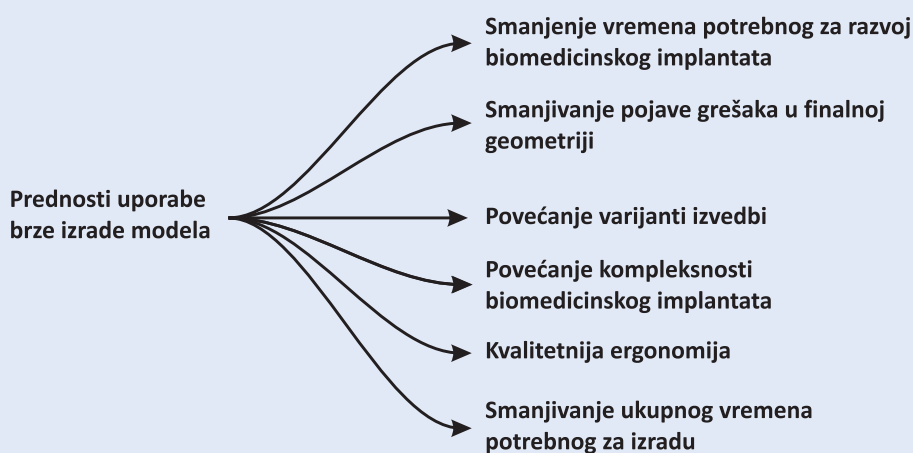 Prednosti uporabe
brze izrade modela
Smanjenje vremena potrebnog za razvoj
biomedicinskog implantata
Smanjivanje pojave grešaka u finalnoj
geometriji
Povećanje varijanti izvedbi
Povećanje kompleksnosti
biomedicinskog implantata
Kvalitetnija ergonomija
Smanjivanje ukupnog vremena
potrebnog za izradu